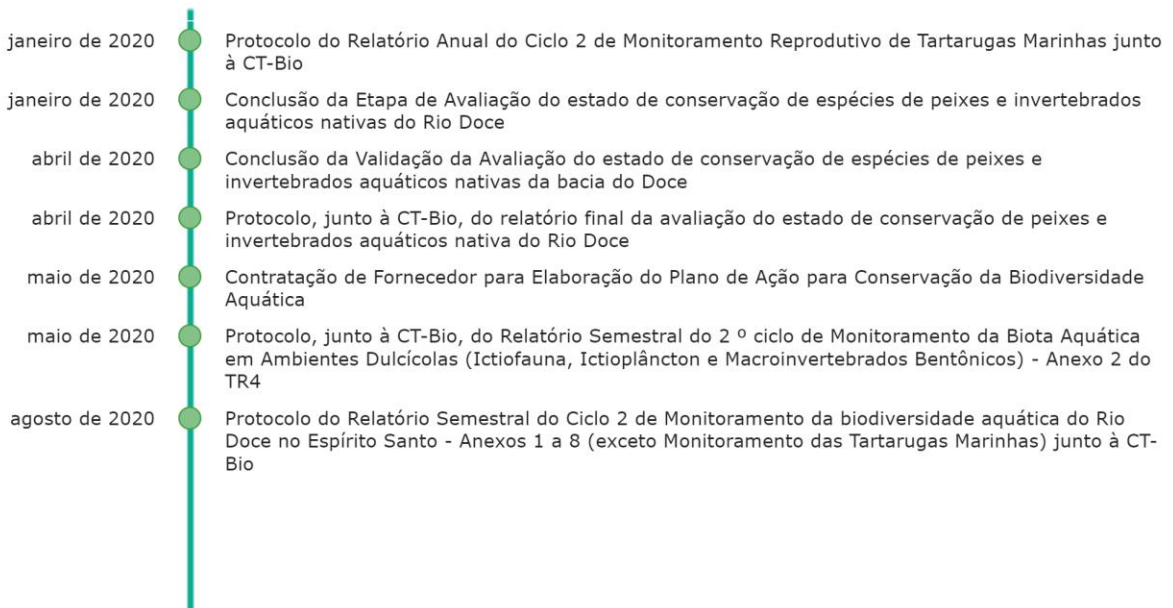 janeiro de 2020
Protocolo do Relatório Anual do Ciclo 2 de Monitoramento Reprodutivo de Tartarugas Marinhas junto
à CT-Bio
janeiro de 2020
Conclusão da Etapa de Avaliação do estado de conservação de espécies de peixes e invertebrados
aquáticos nativas do Rio Doce
abril de 2020
Conclusão da Validação da Avaliação do estado de conservação de espécies de peixes e
invertebrados aquáticos nativas da bacia do Doce
abril de 2020
Protocolo, junto à CT-Bio, do relatório final da avaliação do estado de conservação de peixes e
invertebrados aquáticos nativa do Rio Doce
maio de 2020
Contratação de Fornecedor para Elaboração do Plano de Ação para Conservação da Biodiversidade
Aquática
maio de 2020
Protocolo, junto à CT-Bio, do Relatório Semestral do 2 º ciclo de Monitoramento da Biota Aquática
em Ambientes Dulcícolas (Ictiofauna, Ictioplâncton e Macroinvertebrados Bentônicos) - Anexo 2 do
TR4
agosto de 2020
Protocolo do Relatório Semestral do Ciclo 2 de Monitoramento da biodiversidade aquática do Rio
Doce no Espírito Santo - Anexos 1 a 8 (exceto Monitoramento das Tartarugas Marinhas) junto à CT-
Bio